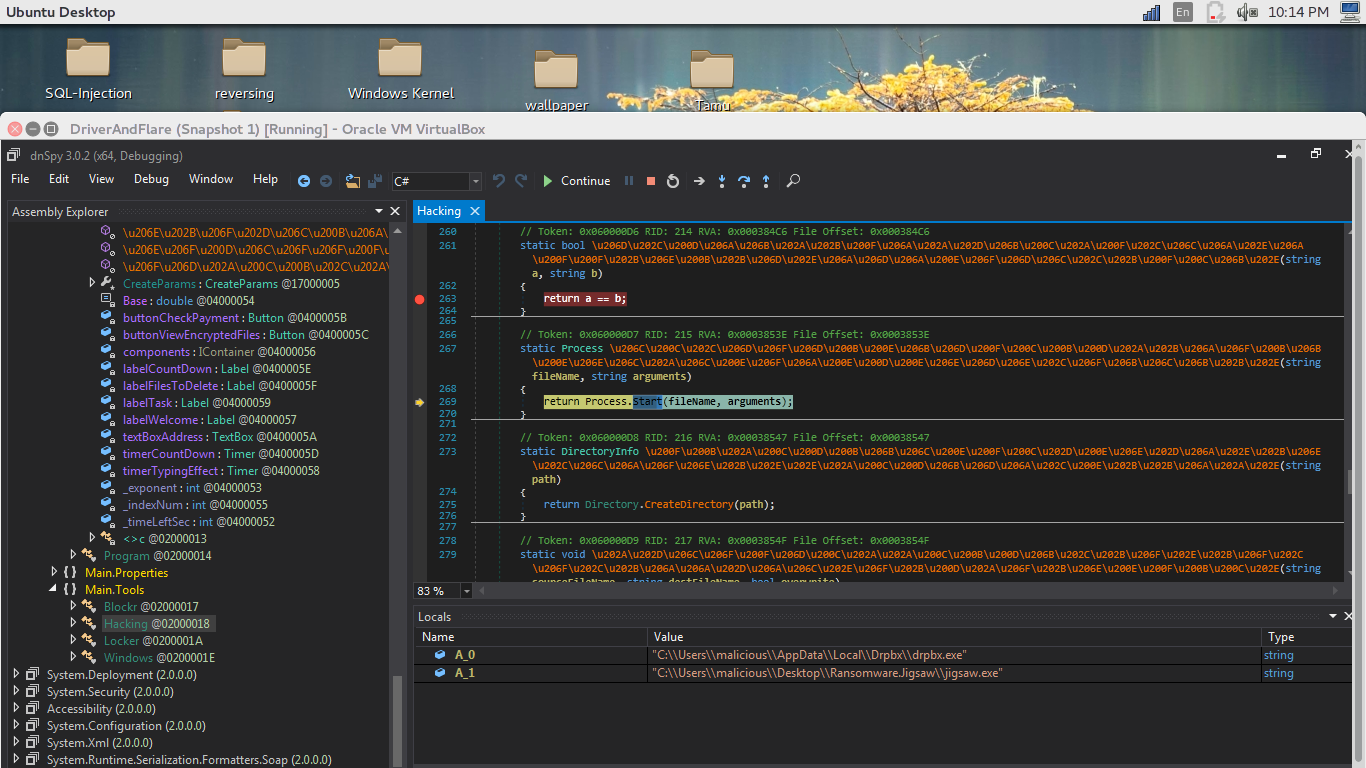 Ubuntu Desktop
En
10:14 PM
SQL-Injection
reversing
Windows Kernel
wallpaper
Tamu
DriverAndFlare (Snapshot 1) [Running] - Oracle VM VirtualBox
dnSpy 3.0.2 (x64, Debugging)
File Edit View Debug Window Help
C#
Continue
Assembly Explorer
\u206E\u202B\u206F\u202D\u206C\u200B\u206A\
\u206E\u206F\u200D\u206C\u206F\u206F\u200F\u
\u206F\u206D\u202A\u200C\u200B\u202C\u202A\
CreateParams : CreateParams @17000005
Base : double @04000054
buttonCheckPayment : Button @0400005B
buttonViewEncryptedFiles : Button @0400005C
components : IContainer @04000056
labelCountDown : Label @0400005E
labelFilesToDelete : Label @0400005F
labelTask : Label @04000059
labelWelcome : Label @04000057
textBoxAddress : TextBox @0400005A
timerCountDown : Timer @0400005D
timerTypingEffect : Timer @04000058
_exponent : int @04000053
_indexNum : int @04000055
_timeLeftSec : int @04000052
<>c @02000013
Program @02000014
{ } Main.Properties
{ } Main.Tools
Blockr @02000017
Hacking @02000018
Locker @0200001A
Windows @0200001E
System.Deployment (2.0.0.0)
System.Security (2.0.0.0)
Accessibility (2.0.0.0)
System.Configuration (2.0.0.0)
System.Xml (2.0.0.0)
System.Runtime.Serialization.Formatters.Soap (2.0.0.0)
Hacking
260 // Token: 0x060000D6 RID: 214 RVA: 0x000384C6 File Offset: 0x000384C6
261 static bool \u206D\u202C\u200D\u206A\u206B\u202A\u202B\u200F\u206A\u202A\u202D\u206B\u200C\u202A\u200F\u202C\u206C\u206A\u202E\u206A
\u200F\u200F\u202B\u206E\u200B\u202B\u206D\u202E\u206A\u206D\u206A\u200E\u206F\u206D\u206C\u202B\u200F\u200C\u206B\u202E(string
a, string b)
262 {
263 return a == b;
264 }
265
266 // Token: 0x060000D7 RID: 215 RVA: 0x0003853E File Offset: 0x0003853E
267 static Process \u206C\u200C\u202C\u206D\u206F\u206D\u200B\u200E\u206B\u206D\u200F\u200C\u200B\u200D\u202A\u202B\u206A\u206F\u200B\u206B
\u200E\u206E\u206C\u202A\u206C\u200E\u206A\u206A\u200E\u200D\u200E\u206E\u206D\u206E\u202C\u206F\u206C\u206B\u202B\u202E(string
fileName, string arguments)
268 {
269 return Process.Start(fileName, arguments);
270 }
271
272 // Token: 0x060000D8 RID: 216 RVA: 0x00038547 File Offset: 0x00038547
273 static DirectoryInfo \u200F\u200B\u202A\u200C\u200D\u200B\u206B\u206C\u200E\u200F\u200C\u202D\u206E\u202D\u206A\u202E\u202B\u206E
\u202C\u206C\u206A\u206F\u206E\u202B\u202E\u202E\u202A\u200C\u200D\u206B\u206D\u206A\u202C\u200E\u202B\u202B\u206A\u202A\u202E(string
path)
274 {
275 return Directory.CreateDirectory(path);
276 }
277
278 // Token: 0x060000D9 RID: 217 RVA: 0x0003854F File Offset: 0x0003854F
279 static void \u202A\u202D\u206C\u206F\u200F\u206D\u200C\u202A\u202A\u200C\u200B\u200D\u206B\u202C\u202B\u206F\u202E\u202B\u206F\u202C
\u206F\u202C\u202B\u206A\u206A\u202D\u206C\u202E\u206F\u202B\u200D\u202A\u206F\u202B\u206B\u206E\u200E\u200F\u200B\u200C\u202E(string
sourceFileName, string destFileName, bool overwrite)
83 %
Locals
Name Value Type
A_0 "C:\\Users\\malicious\\AppData\\Local\\Drpbx\\drpbx.exe" string
A_1 "C:\\Users\\malicious\\Desktop\\Ransomware.Jigsaw\\jigsaw.exe" string